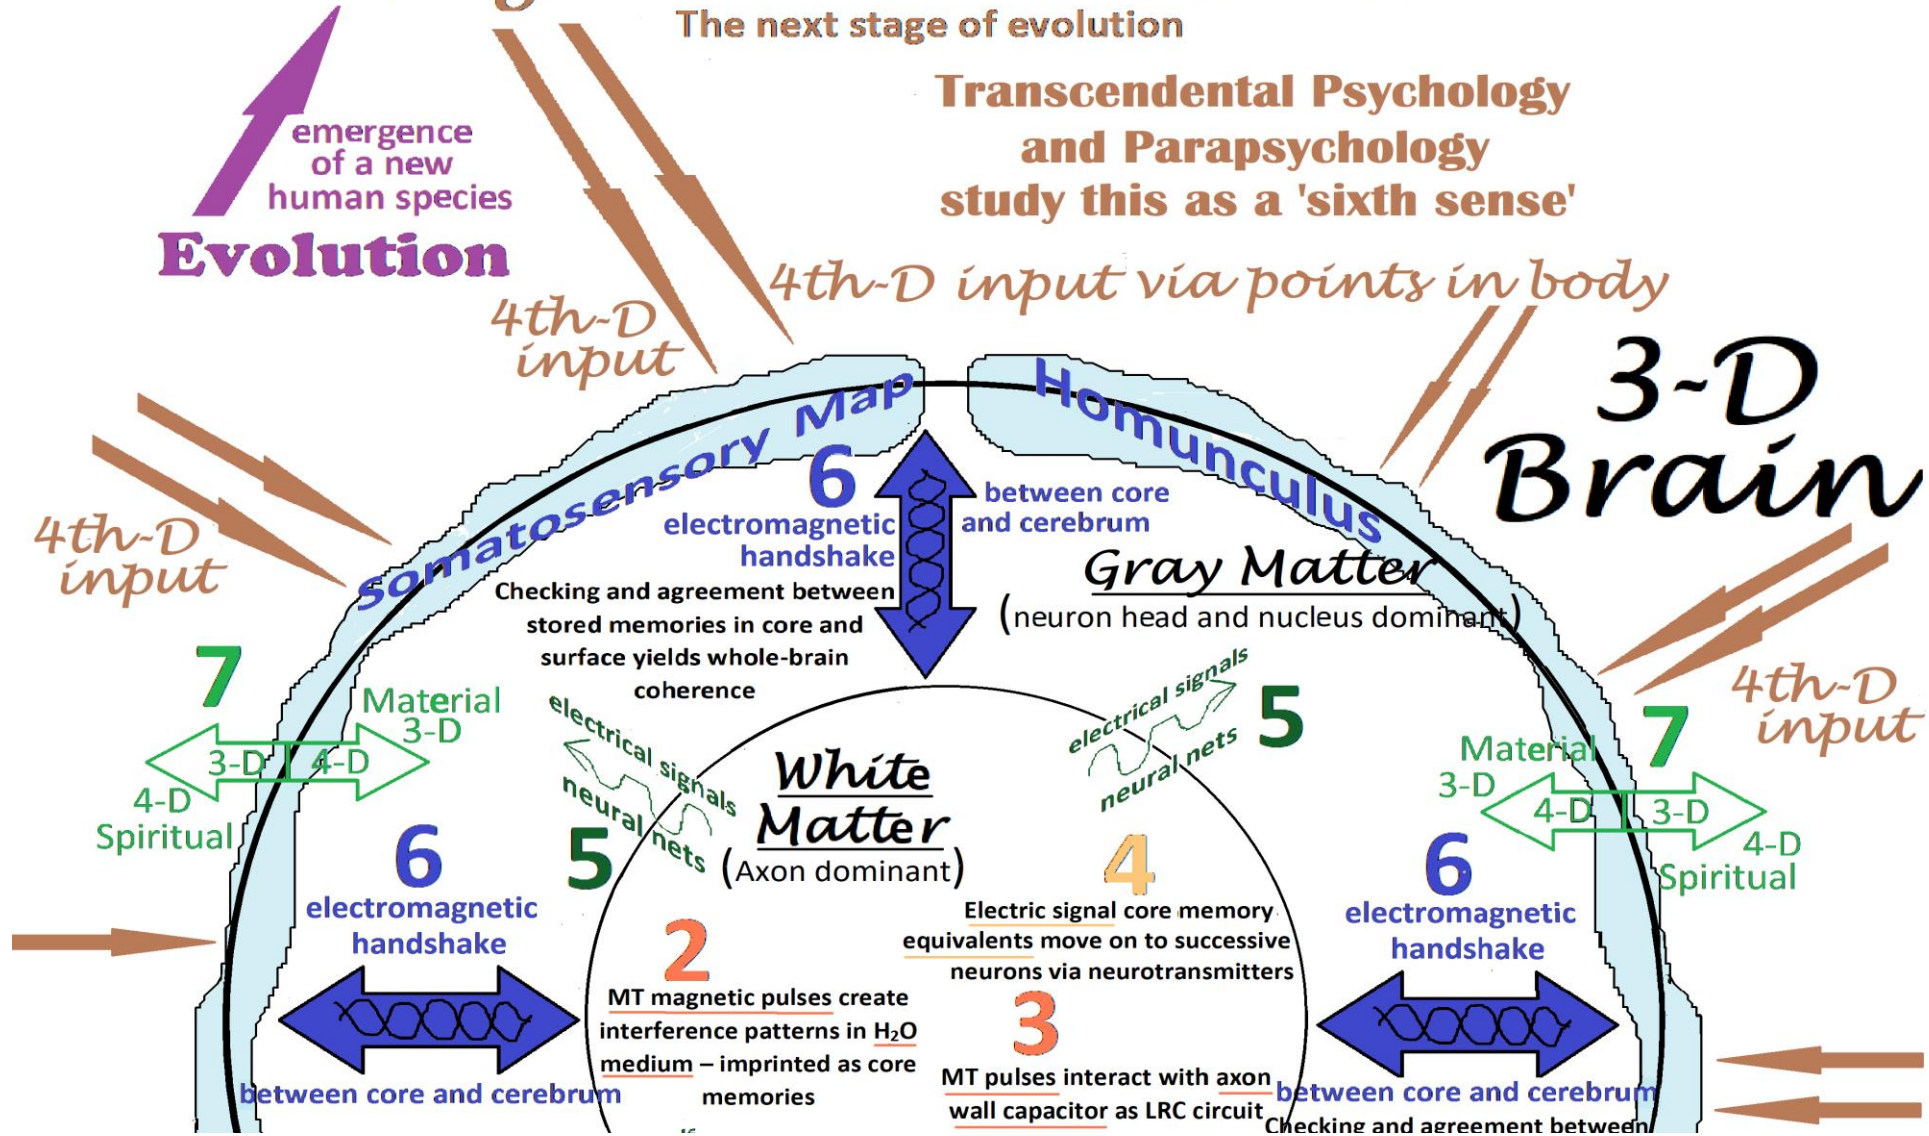 The next stage of evolution
Transcendental Psychology
and Parapsychology
study this as a 'sixth sense'
emergence
of a new
human species
Evolution
4th-D input via points in body
4th-D
input
3-D
Brain
Somatosensory Map
Homunculus
6
electromagnetic
handshake
between core
and cerebrum
Gray Matter
(neuron head and nucleus dominant)
Checking and agreement between
stored memories in core and
surface yields whole-brain
coherence
4th-D
input
7
Material
3-D
3-D 4-D
4-D
Spiritual
electrical signals
neural nets
5
electrical signals
neural nets
5
4th-D
input
7
Material
3-D
4-D 3-D
4-D
Spiritual
White
Matter
(Axon dominant)
6
electromagnetic
handshake
between core and cerebrum
2
MT magnetic pulses create
interference patterns in H₂O
medium – imprinted as core
memories
4
Electric signal core memory
equivalents move on to successive
neurons via neurotransmitters
3
MT pulses interact with axon
wall capacitor as LRC circuit
6
electromagnetic
handshake
between core and cerebrum
Checking and agreement between